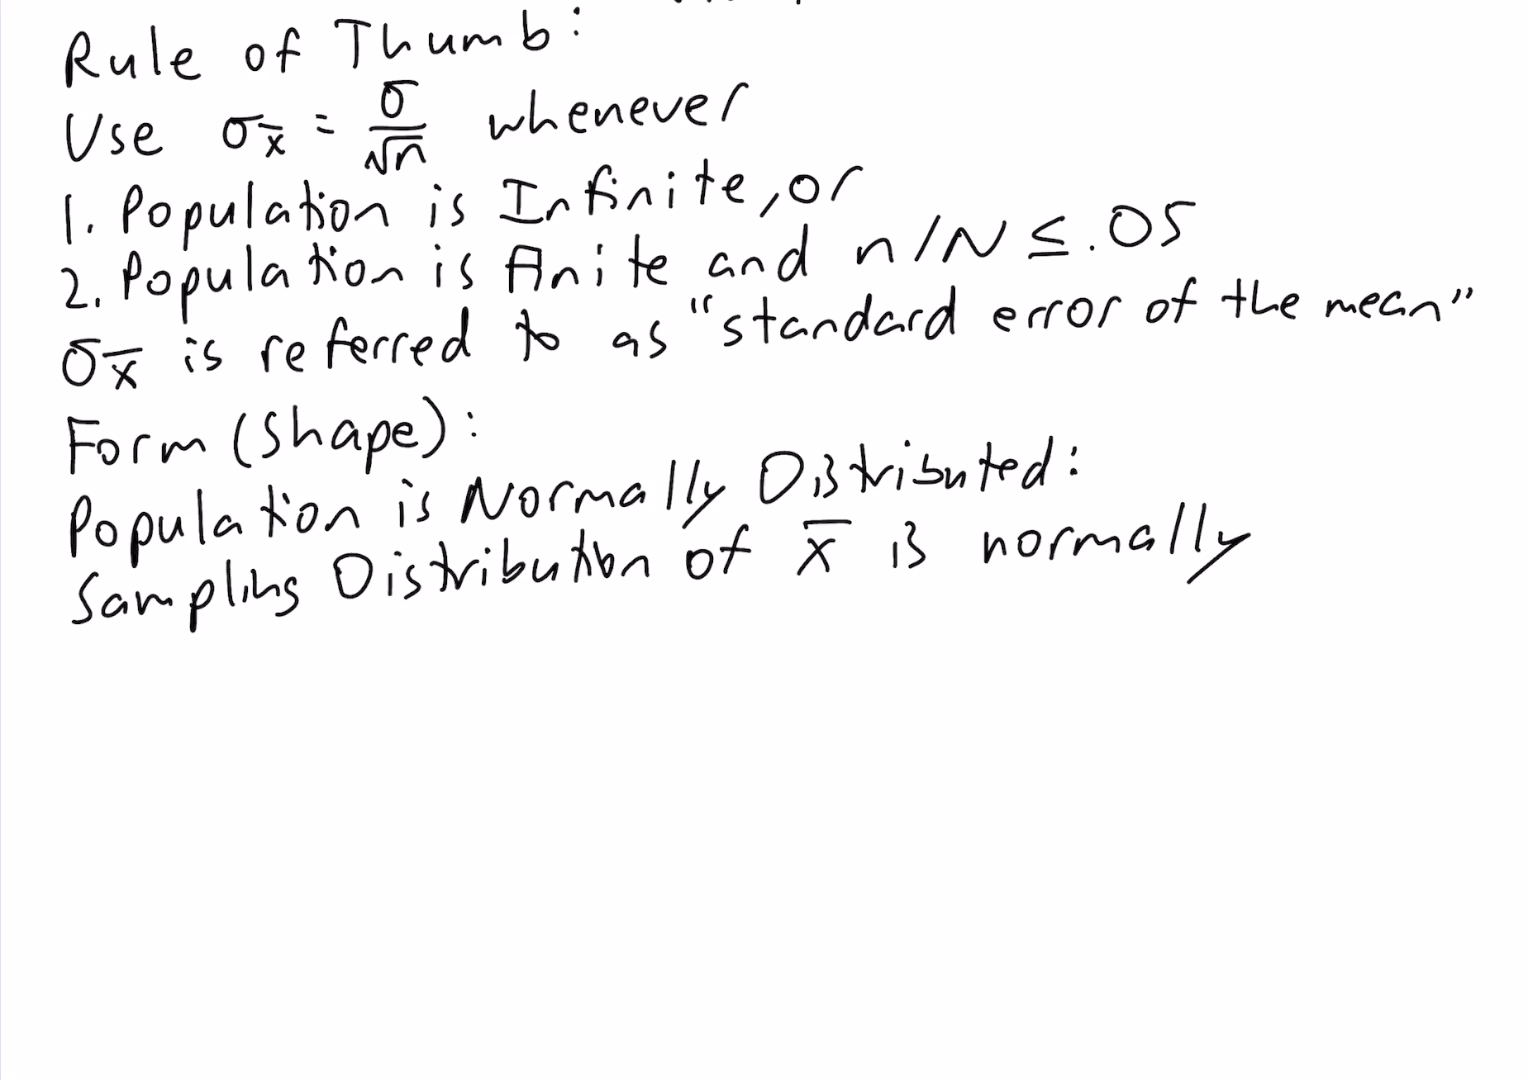 Rule of Thumb:
Use σx̄ = σ/√n whenever
1. Population is Infinite, or
2. Population is finite and n/N ≤ .05
σx̄ is referred to as "standard error of the mean"
Form (shape):
Population is Normally Distributed:
Sampling Distribution of x̄ is normally